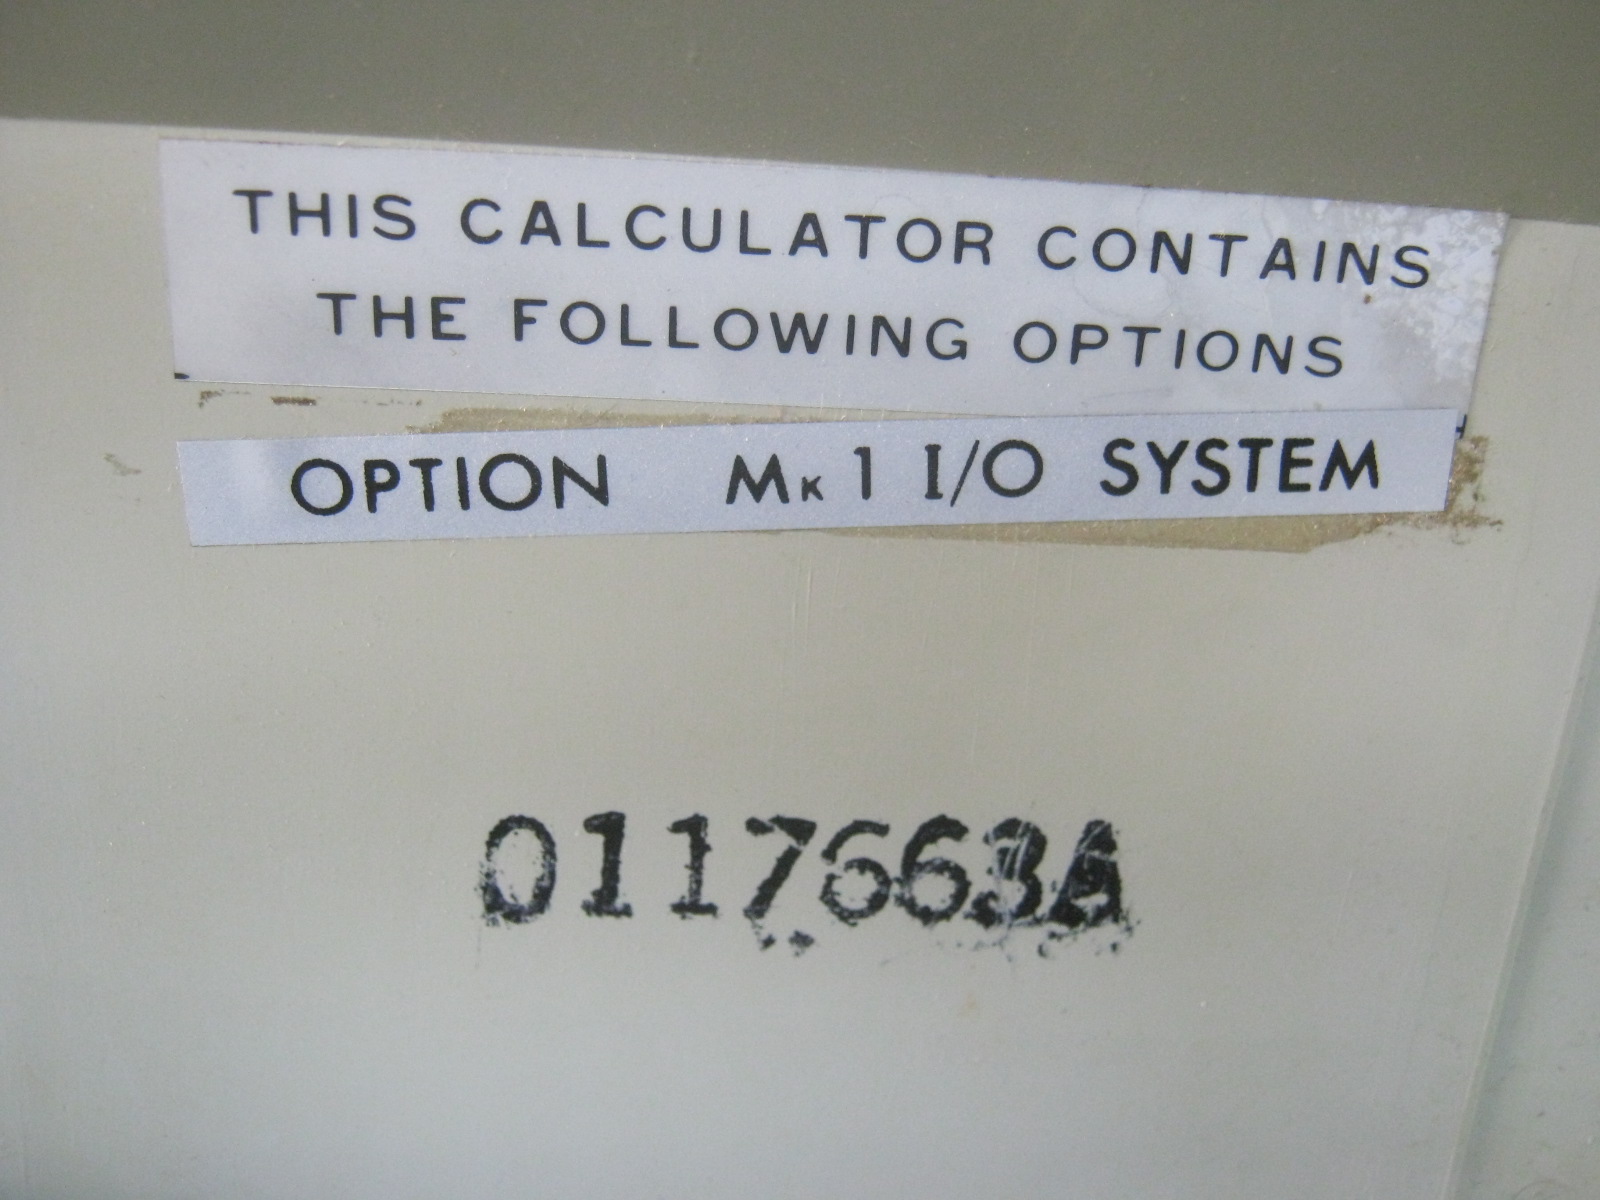 THIS CALCULATOR CONTAINS
THE FOLLOWING OPTIONS
OPTION MK 1 I/O SYSTEM
0117663A